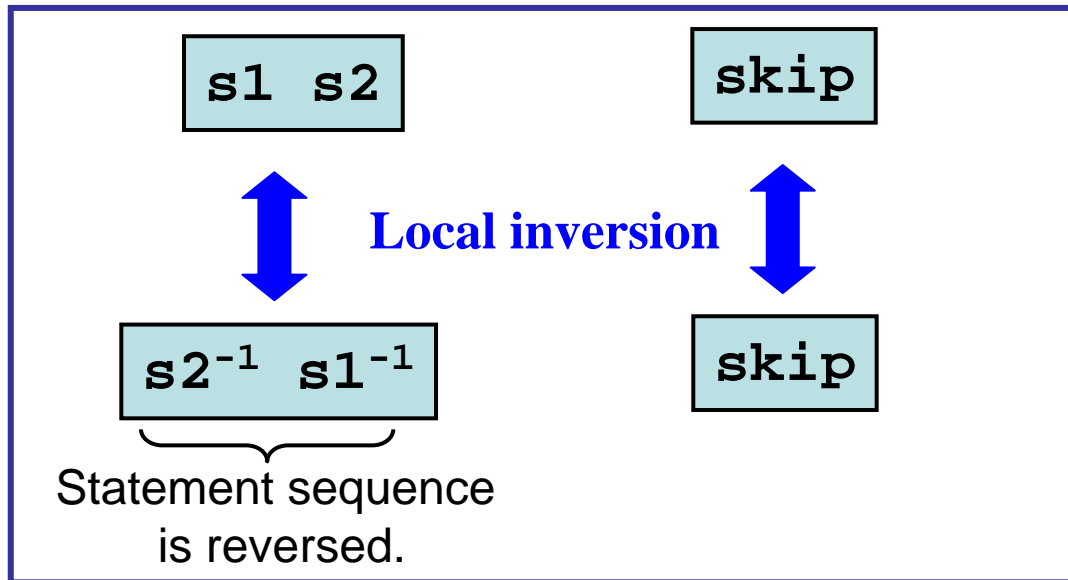 s1 s2
skip
Local inversion
s2⁻¹ s1⁻¹
skip
Statement sequence
is reversed.